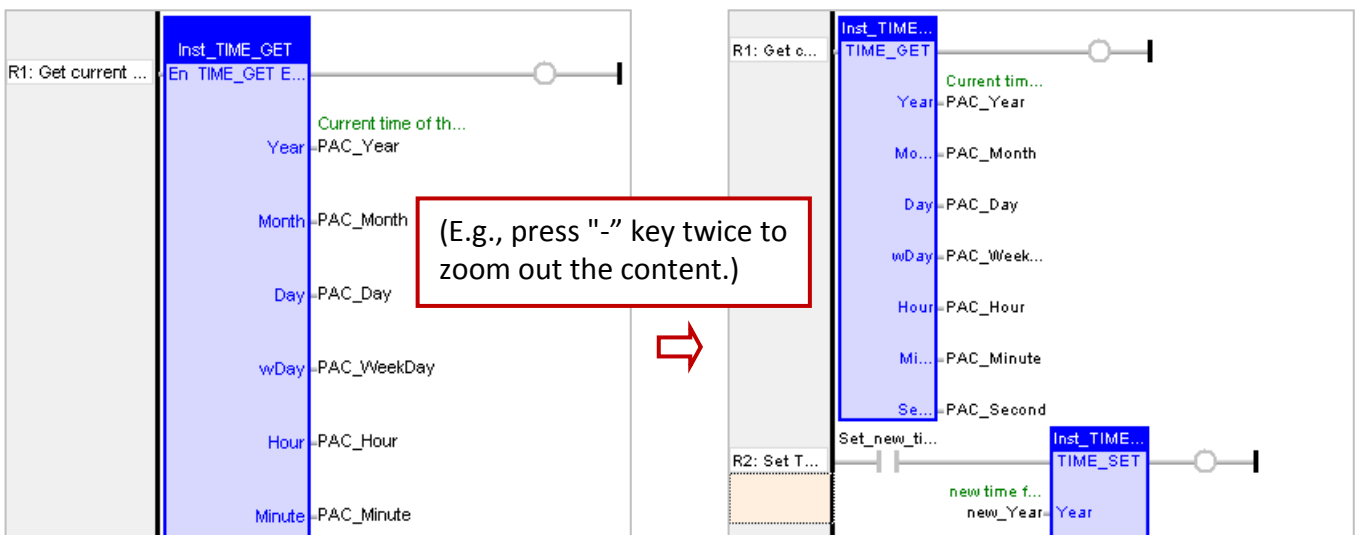 Inst_TIME_GET
R1: Get current ...
En TIME_GET E...
Current time of th...
Year
PAC_Year
Month
PAC_Month
Day
PAC_Day
wDay
PAC_WeekDay
Hour
PAC_Hour
Minute
PAC_Minute
(E.g., press "-” key twice to
zoom out the content.)
Inst_TIME...
R1: Get c...
TIME_GET
Current tim...
Year
PAC_Year
Mo...
PAC_Month
Day
PAC_Day
wDay
PAC_Week...
Hour
PAC_Hour
Mi...
PAC_Minute
Se...
PAC_Second
Set_new_ti...
Inst_TIME...
R2: Set T...
TIME_SET
new time f...
new_Year
Year